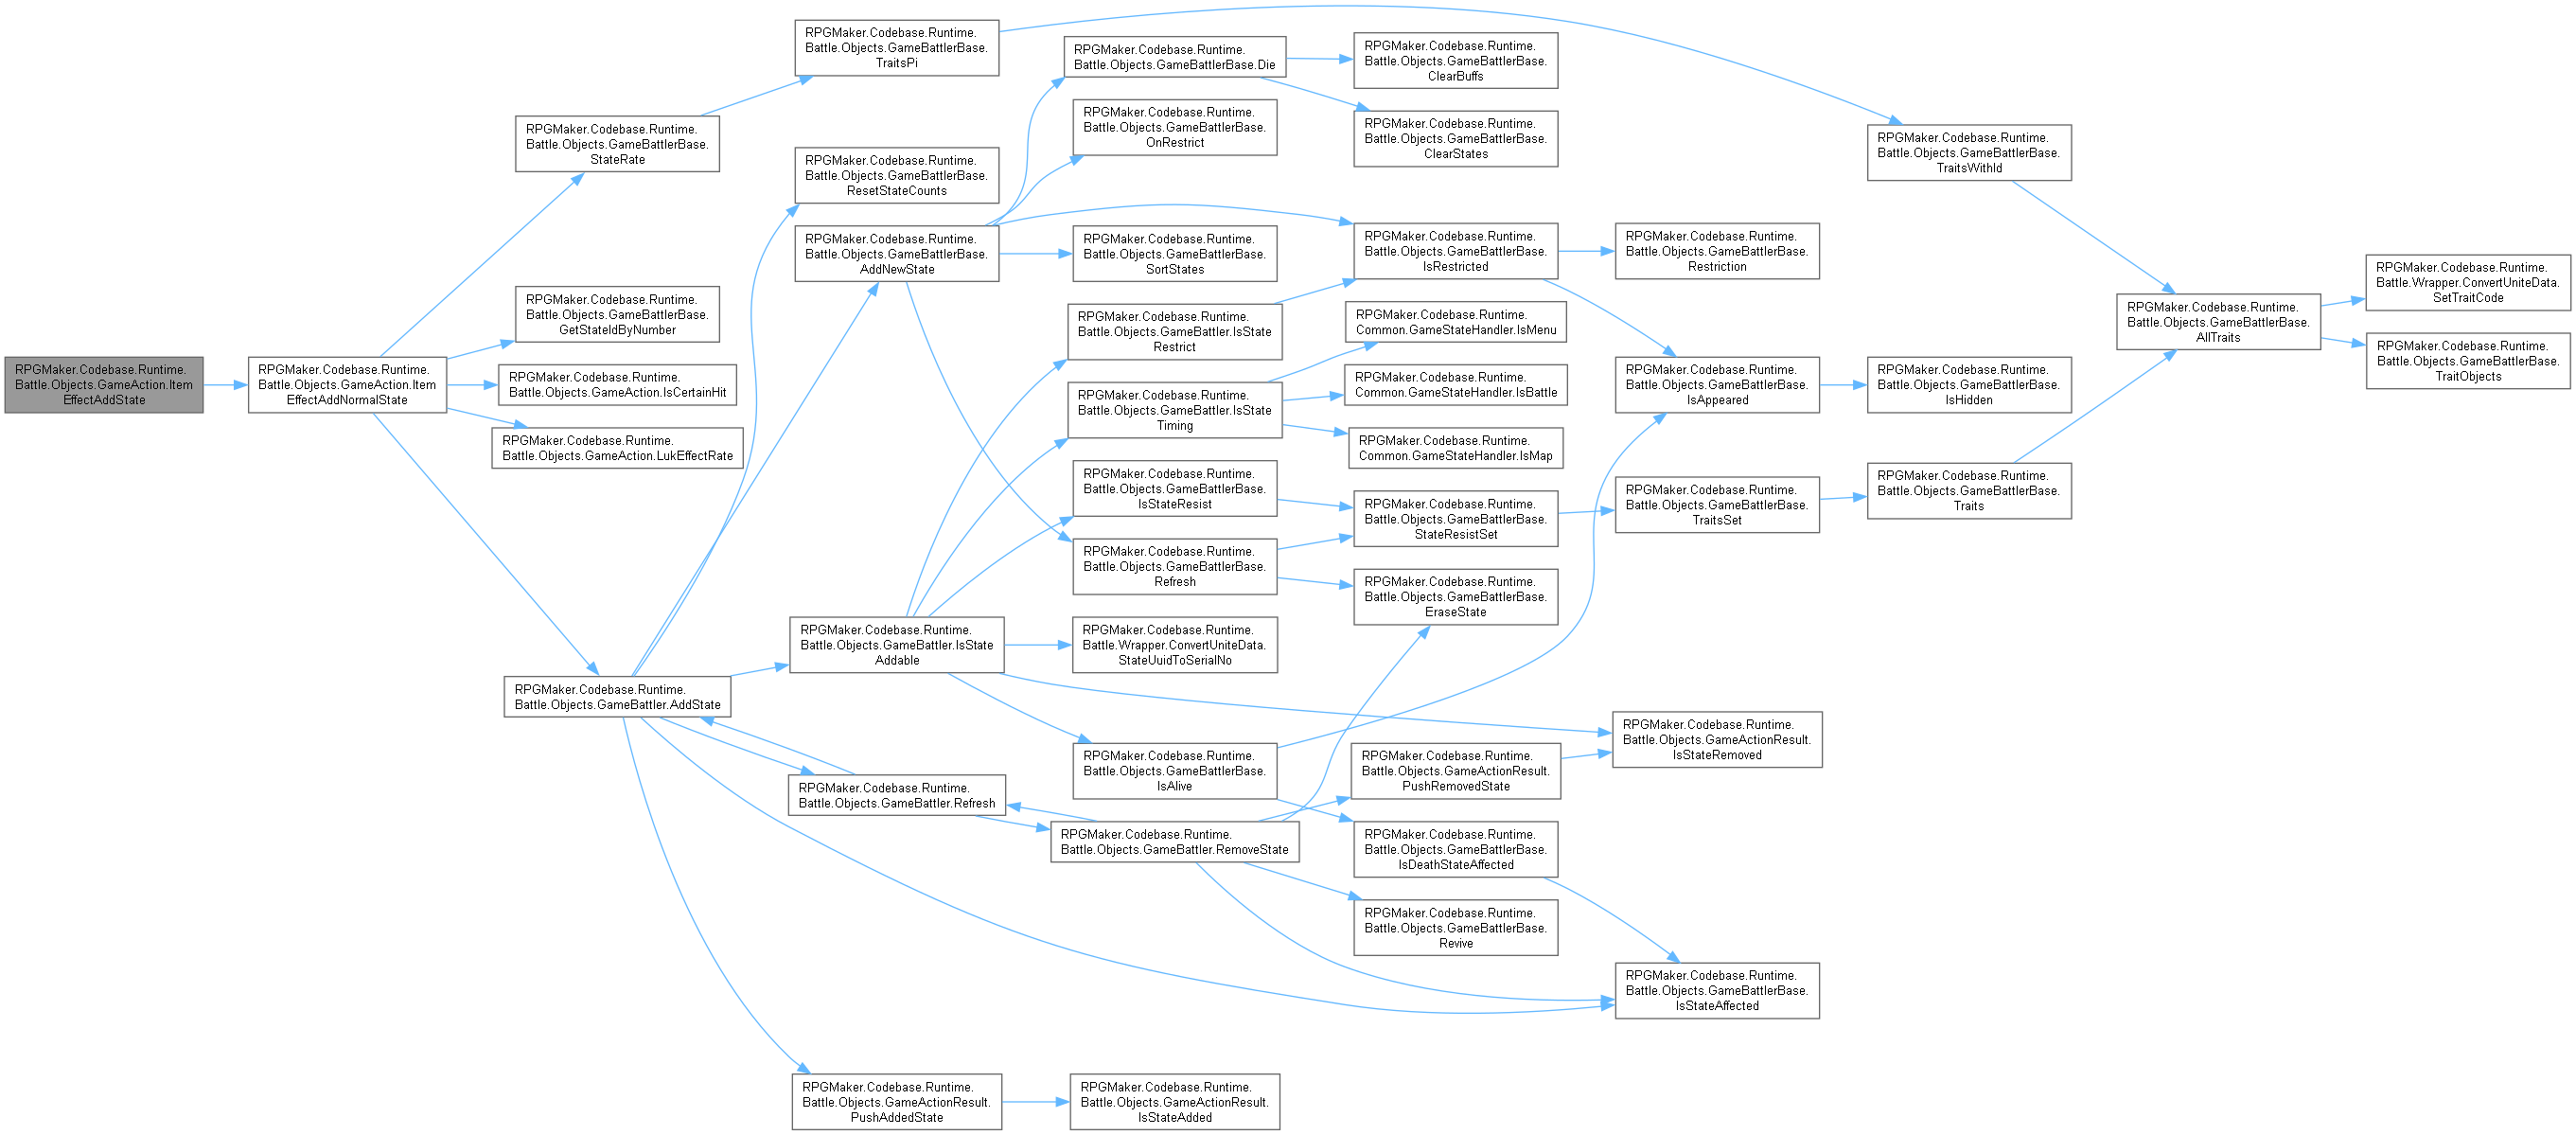 RPGMaker.Codebase.Runtime.
Battle.Objects.GameAction.Item
EffectAddState
RPGMaker.Codebase.Runtime.
Battle.Objects.GameAction.Item
EffectAddNormalState
RPGMaker.Codebase.Runtime.
Battle.Objects.GameBattlerBase.
StateRate
RPGMaker.Codebase.Runtime.
Battle.Objects.GameBattlerBase.
GetStateIdByNumber
RPGMaker.Codebase.Runtime.
Battle.Objects.GameAction.IsCertainHit
RPGMaker.Codebase.Runtime.
Battle.Objects.GameAction.LukEffectRate
RPGMaker.Codebase.Runtime.
Battle.Objects.GameBattler.AddState
RPGMaker.Codebase.Runtime.
Battle.Objects.GameBattlerBase.
TraitsPi
RPGMaker.Codebase.Runtime.
Battle.Objects.GameBattlerBase.
ResetStateCounts
RPGMaker.Codebase.Runtime.
Battle.Objects.GameBattlerBase.
AddNewState
RPGMaker.Codebase.Runtime.
Battle.Objects.GameBattler.IsState
Addable
RPGMaker.Codebase.Runtime.
Battle.Objects.GameBattler.Refresh
RPGMaker.Codebase.Runtime.
Battle.Objects.GameActionResult.
PushAddedState
RPGMaker.Codebase.Runtime.
Battle.Objects.GameBattlerBase.Die
RPGMaker.Codebase.Runtime.
Battle.Objects.GameBattlerBase.
OnRestrict
RPGMaker.Codebase.Runtime.
Battle.Objects.GameBattlerBase.
SortStates
RPGMaker.Codebase.Runtime.
Battle.Objects.GameBattler.IsState
Restrict
RPGMaker.Codebase.Runtime.
Battle.Objects.GameBattler.IsState
Timing
RPGMaker.Codebase.Runtime.
Battle.Objects.GameBattlerBase.
IsStateResist
RPGMaker.Codebase.Runtime.
Battle.Objects.GameBattlerBase.
Refresh
RPGMaker.Codebase.Runtime.
Battle.Wrapper.ConvertUniteData.
StateUuidToSerialNo
RPGMaker.Codebase.Runtime.
Battle.Objects.GameBattlerBase.
IsAlive
RPGMaker.Codebase.Runtime.
Battle.Objects.GameBattler.RemoveState
RPGMaker.Codebase.Runtime.
Battle.Objects.GameActionResult.
IsStateAdded
RPGMaker.Codebase.Runtime.
Battle.Objects.GameBattlerBase.
ClearBuffs
RPGMaker.Codebase.Runtime.
Battle.Objects.GameBattlerBase.
ClearStates
RPGMaker.Codebase.Runtime.
Battle.Objects.GameBattlerBase.
IsRestricted
RPGMaker.Codebase.Runtime.
Common.GameStateHandler.IsMenu
RPGMaker.Codebase.Runtime.
Common.GameStateHandler.IsBattle
RPGMaker.Codebase.Runtime.
Common.GameStateHandler.IsMap
RPGMaker.Codebase.Runtime.
Battle.Objects.GameBattlerBase.
StateResistSet
RPGMaker.Codebase.Runtime.
Battle.Objects.GameBattlerBase.
EraseState
RPGMaker.Codebase.Runtime.
Battle.Objects.GameActionResult.
PushRemovedState
RPGMaker.Codebase.Runtime.
Battle.Objects.GameBattlerBase.
IsDeathStateAffected
RPGMaker.Codebase.Runtime.
Battle.Objects.GameBattlerBase.
Revive
RPGMaker.Codebase.Runtime.
Battle.Objects.GameBattlerBase.
Restriction
RPGMaker.Codebase.Runtime.
Battle.Objects.GameBattlerBase.
IsAppeared
RPGMaker.Codebase.Runtime.
Battle.Objects.GameBattlerBase.
TraitsSet
RPGMaker.Codebase.Runtime.
Battle.Objects.GameActionResult.
IsStateRemoved
RPGMaker.Codebase.Runtime.
Battle.Objects.GameBattlerBase.
IsStateAffected
RPGMaker.Codebase.Runtime.
Battle.Objects.GameBattlerBase.
TraitsWithId
RPGMaker.Codebase.Runtime.
Battle.Objects.GameBattlerBase.
IsHidden
RPGMaker.Codebase.Runtime.
Battle.Objects.GameBattlerBase.
Traits
RPGMaker.Codebase.Runtime.
Battle.Objects.GameBattlerBase.
AllTraits
RPGMaker.Codebase.Runtime.
Battle.Wrapper.ConvertUniteData.
SetTraitCode
RPGMaker.Codebase.Runtime.
Battle.Objects.GameBattlerBase.
TraitObjects